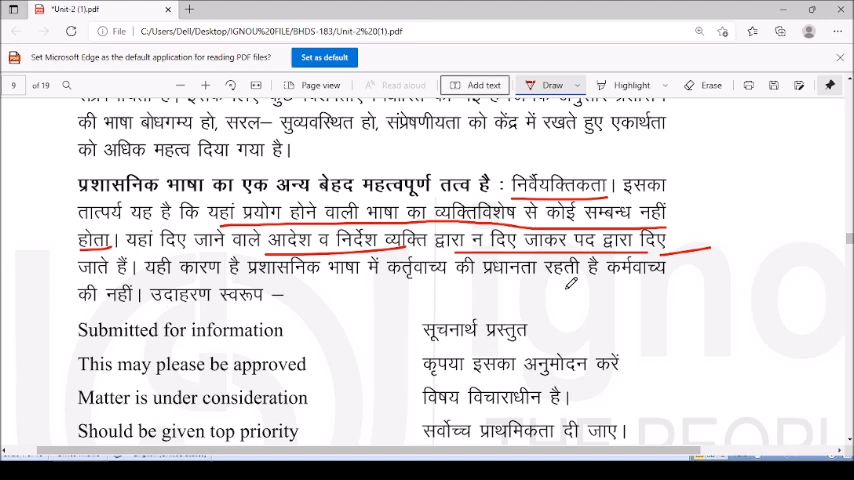 *Unit-2 (1).pdf
File C:/Users/Dell/Desktop/IGNOU%20FILE/BHDS-183/Unit-2%20(1).pdf
Set Microsoft Edge as the default application for reading PDF files? Set as default
9 of 19 Page view Read aloud Add text Draw Highlight Erase
की भाषा बोधगम्य हो, सरल– सुव्यवस्थित हो, संप्रेषणीयता को केंद्र में रखते हुए एकार्थता
को अधिक महत्व दिया गया है।
प्रशासनिक भाषा का एक अन्य बेहद महत्वपूर्ण तत्व है : निर्वैयक्तिकता। इसका
तात्पर्य यह है कि यहां प्रयोग होने वाली भाषा का व्यक्तिविशेष से कोई सम्बन्ध नहीं
होता। यहां दिए जाने वाले आदेश व निर्देश व्यक्ति द्वारा न दिए जाकर पद द्वारा दिए
जाते हैं। यही कारण है प्रशासनिक भाषा में कर्तृवाच्य की प्रधानता रहती है कर्मवाच्य
की नहीं। उदाहरण स्वरूप –
Submitted for information सूचनार्थ प्रस्तुत
This may please be approved कृपया इसका अनुमोदन करें
Matter is under consideration विषय विचाराधीन है।
Should be given top priority सर्वोच्च प्राथमिकता दी जाए।
ignou
THE PEOPL